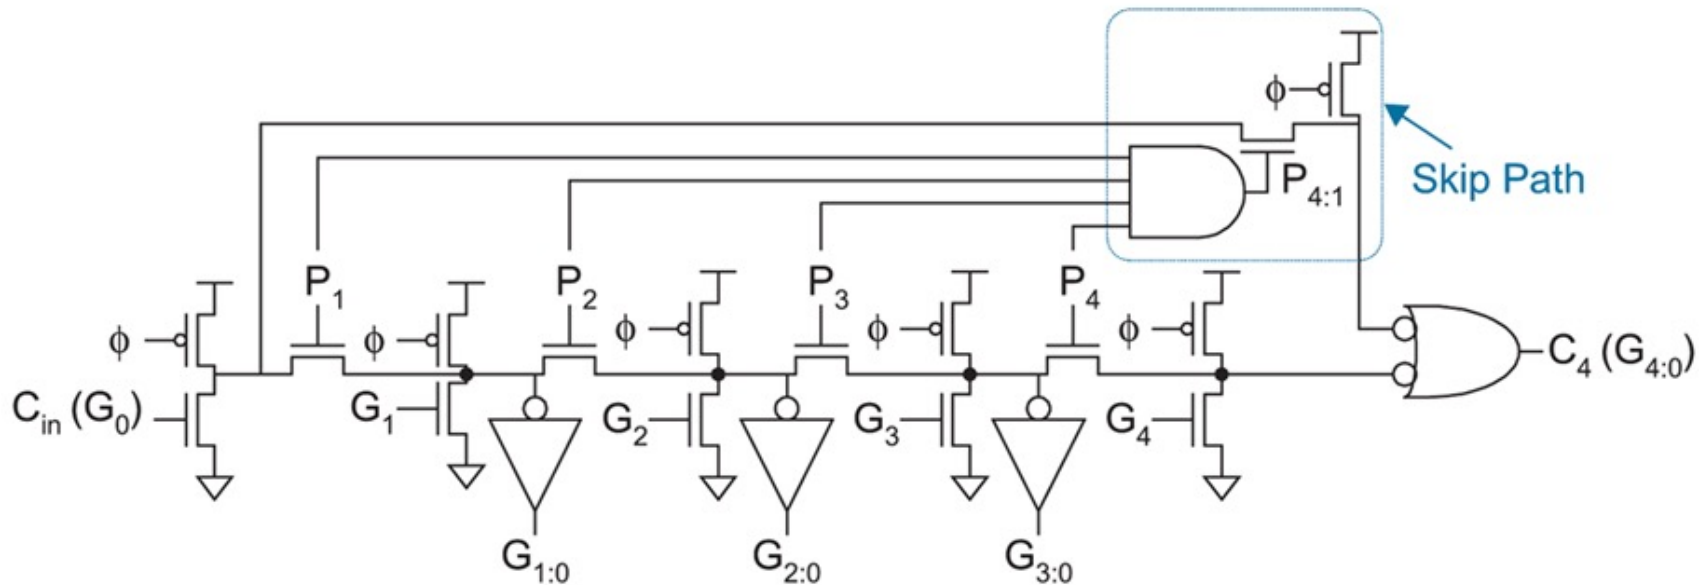 ϕ
Skip Path
P4:1
P1
P2
P3
P4
ϕ
ϕ
ϕ
ϕ
ϕ
C4 (G4:0)
Cin (G0)
G1
G2
G3
G4
G1:0
G2:0
G3:0